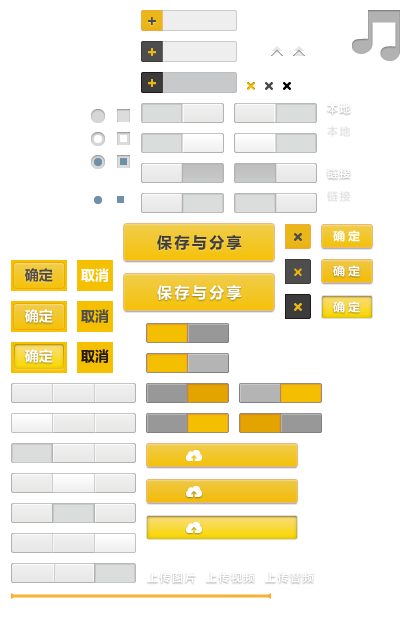 本地
本地
链接
链接
保存与分享
确定
确定 取消
确定
保存与分享
确定 取消
确定
确定 取消
上传图片 上传视频 上传音频